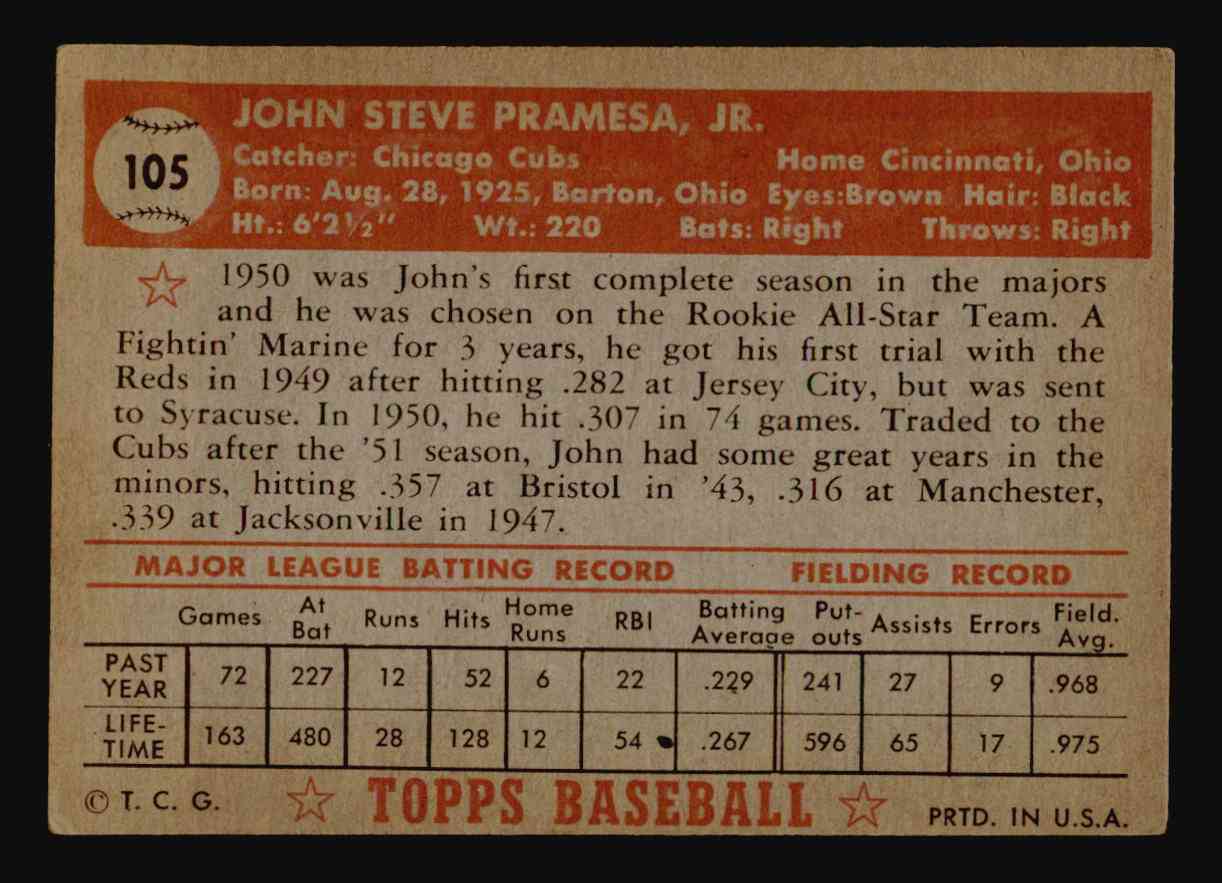 105
JOHN STEVE PRAMESA, JR.
Catcher: Chicago Cubs Home Cincinnati, Ohio
Born: Aug. 28, 1925, Barton, Ohio Eyes:Brown Hair: Black
Ht.: 6'2½" Wt.: 220 Bats: Right Throws: Right
1950 was John's first complete season in the majors
and he was chosen on the Rookie All-Star Team. A
Fightin' Marine for 3 years, he got his first trial with the
Reds in 1949 after hitting .282 at Jersey City, but was sent
to Syracuse. In 1950, he hit .307 in 74 games. Traded to the
Cubs after the '51 season, John had some great years in the
minors, hitting .357 at Bristol in '43, .316 at Manchester,
.339 at Jacksonville in 1947.
MAJOR LEAGUE BATTING RECORD FIELDING RECORD
Games At Bat Runs Hits Home Runs RBI Batting Average Put-outs Assists Errors Field. Avg.
PAST YEAR 72 227 12 52 6 22 .229 241 27 9 .968
LIFE-TIME 163 480 28 128 12 54 .267 596 65 17 .975
© T. C. G. TOPPS BASEBALL PRTD. IN U.S.A.